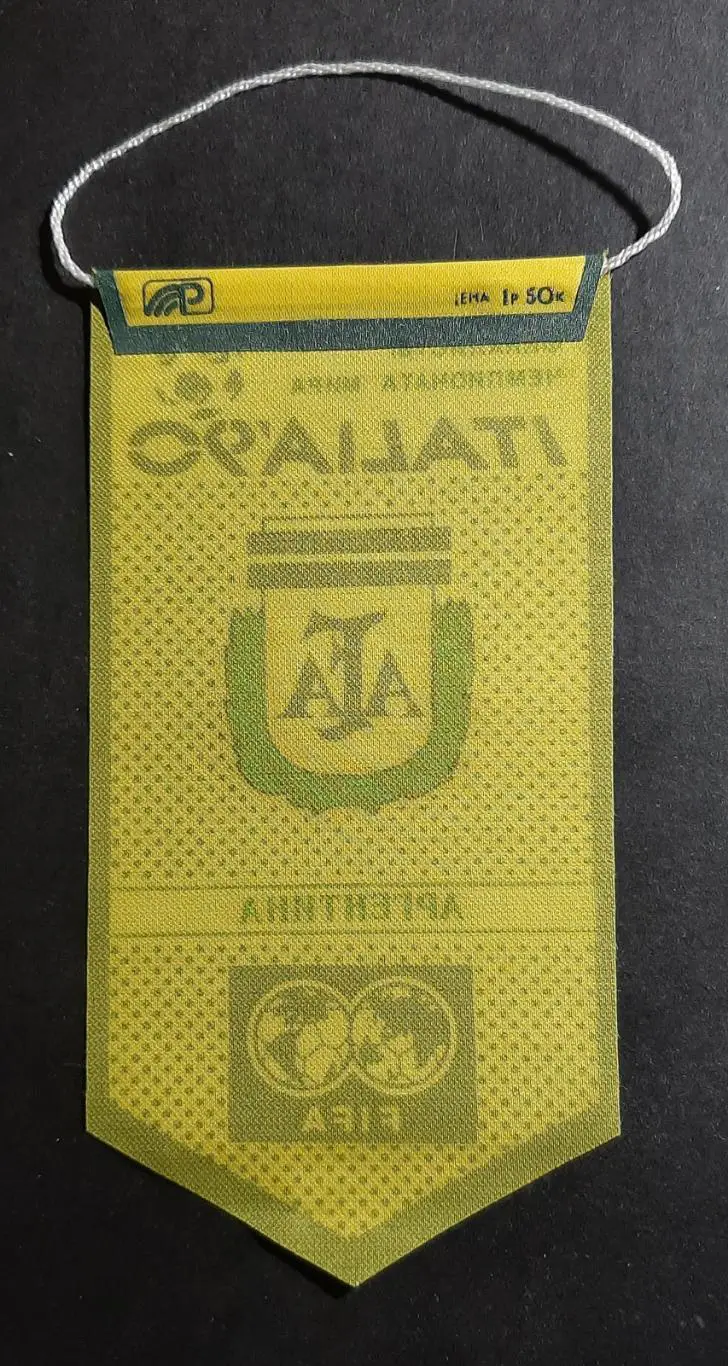 ЦЕНА 1р 50к
ЧЕМПИОНАТА МИРА
ITALIA'90
AFA
АРГЕНТИНА
FIFA